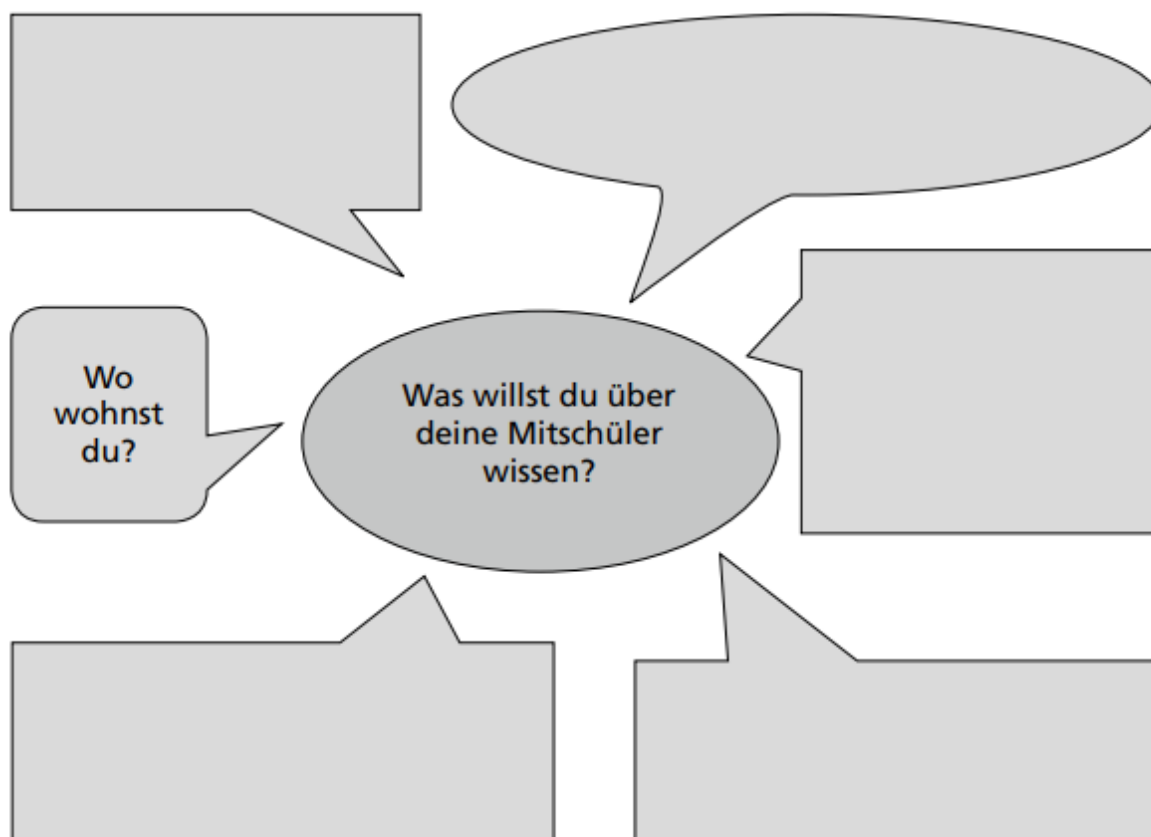 Wo
wohnst
du?
Was willst du über
deine Mitschüler
wissen?